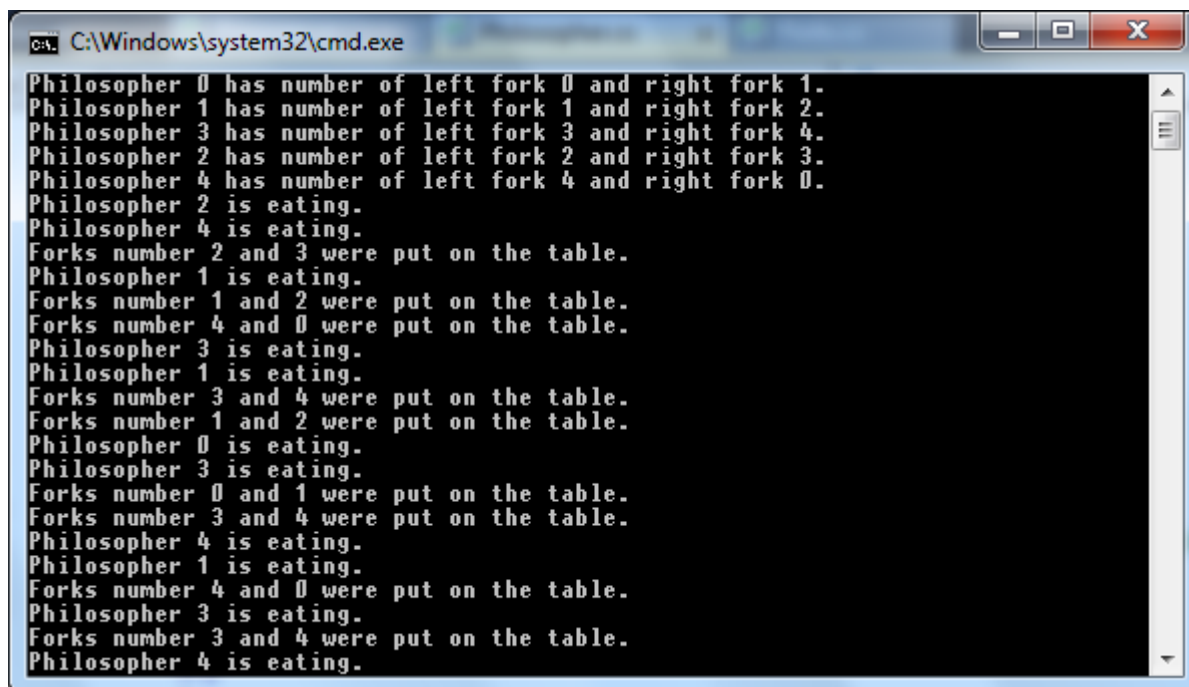 C:\Windows\system32\cmd.exe
Philosopher 0 has number of left fork 0 and right fork 1.
Philosopher 1 has number of left fork 1 and right fork 2.
Philosopher 3 has number of left fork 3 and right fork 4.
Philosopher 2 has number of left fork 2 and right fork 3.
Philosopher 4 has number of left fork 4 and right fork 0.
Philosopher 2 is eating.
Philosopher 4 is eating.
Forks number 2 and 3 were put on the table.
Philosopher 1 is eating.
Forks number 1 and 2 were put on the table.
Forks number 4 and 0 were put on the table.
Philosopher 3 is eating.
Philosopher 1 is eating.
Forks number 3 and 4 were put on the table.
Forks number 1 and 2 were put on the table.
Philosopher 0 is eating.
Philosopher 3 is eating.
Forks number 0 and 1 were put on the table.
Forks number 3 and 4 were put on the table.
Philosopher 4 is eating.
Philosopher 1 is eating.
Forks number 4 and 0 were put on the table.
Philosopher 3 is eating.
Forks number 3 and 4 were put on the table.
Philosopher 4 is eating.